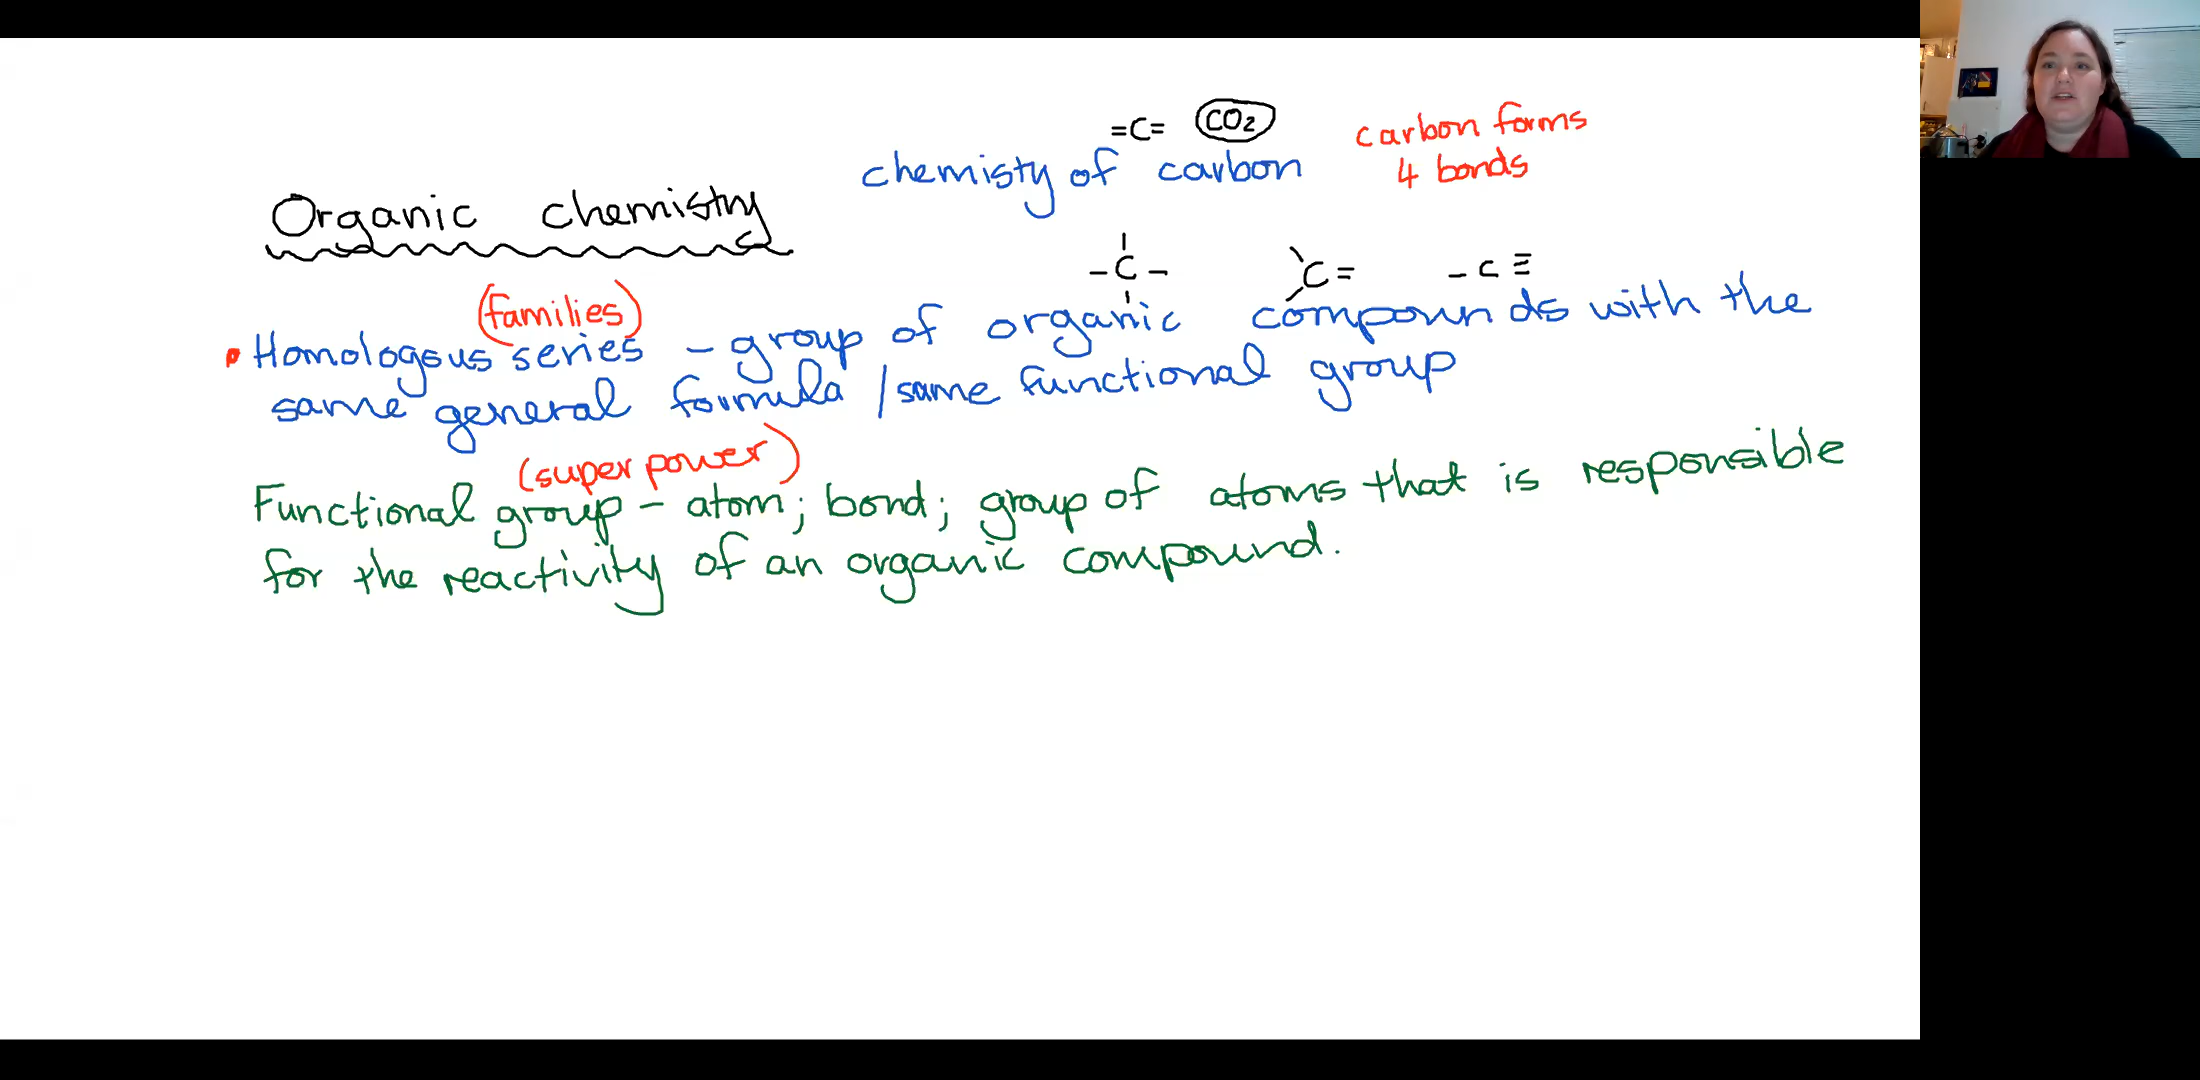 =C= CO2 carbon forms
4 bonds
chemisty of carbon
Organic chemistry
-C- C= -C≡
(families)
• Homologous series - group of organic compounds with the
same general formula / same functional group
(super power)
Functional group - atom; bond; group of atoms that is responsible
for the reactivity of an organic compound.